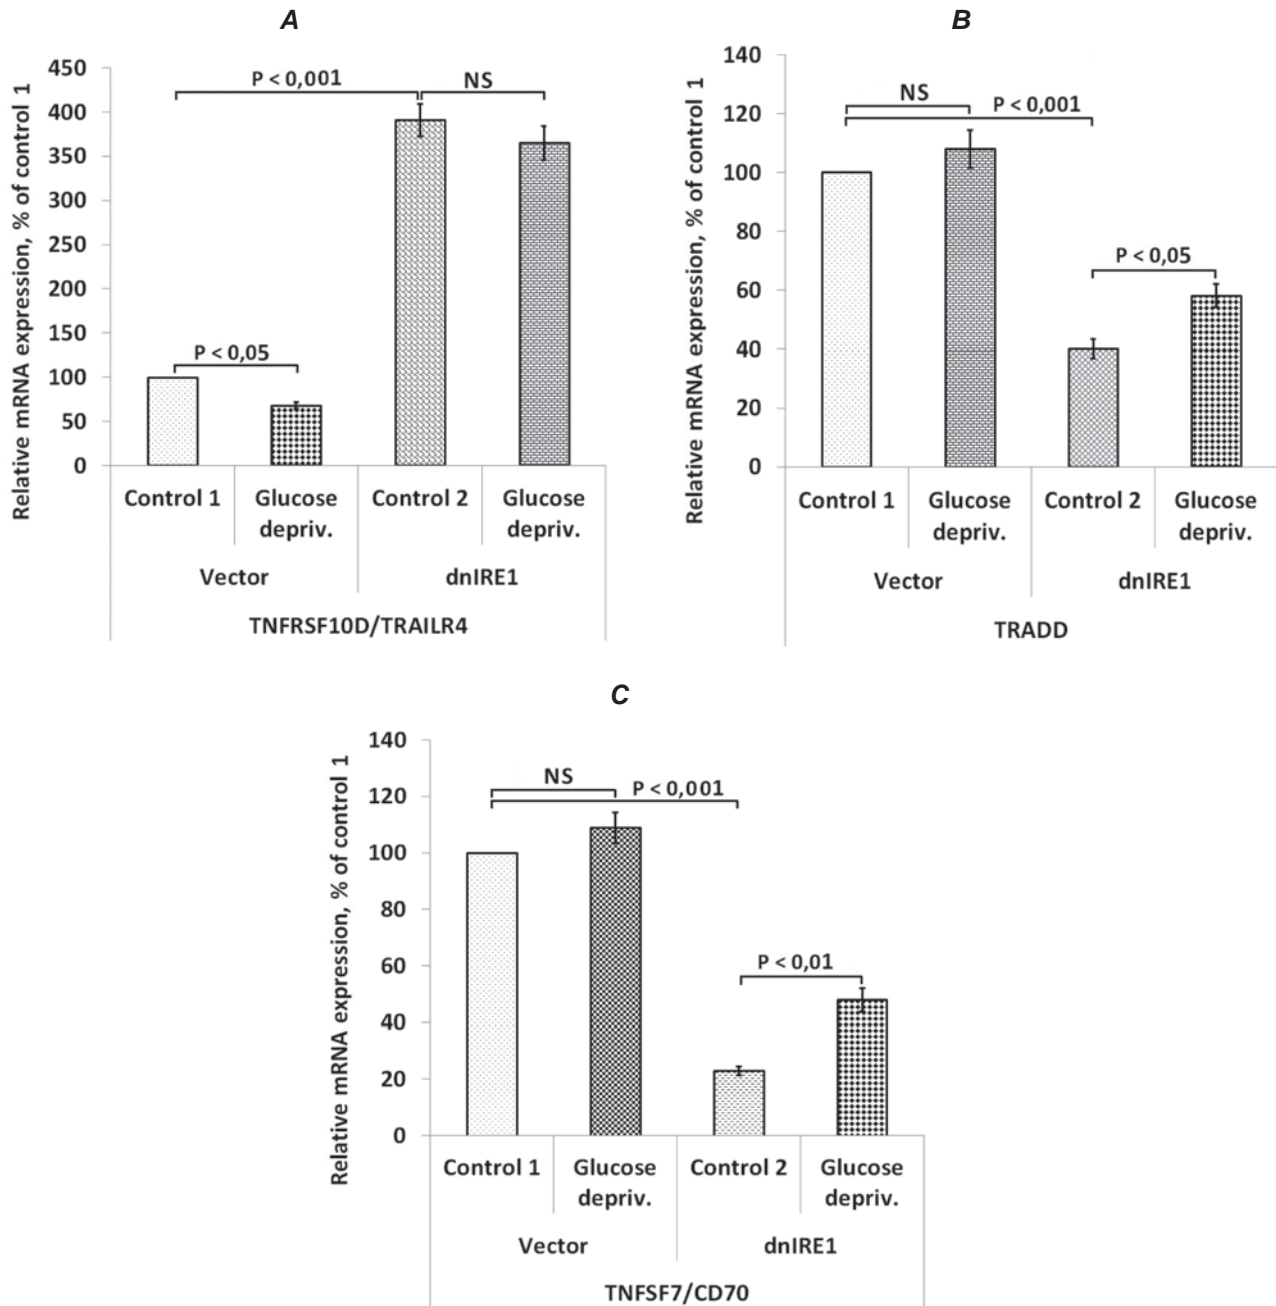 A
Relative mRNA expression, % of control 1
450
400
350
300
250
200
150
100
50
0
P < 0,001
NS
P < 0,05
Control 1
Glucose
depriv.
Control 2
Glucose
depriv.
Vector
dnIRE1
TNFRSF10D/TRAILR4
B
Relative mRNA expression, % of control 1
140
120
100
80
60
40
20
0
NS
P < 0,001
P < 0,05
Control 1
Glucose
depriv.
Control 2
Glucose
depriv.
Vector
dnIRE1
TRADD
C
Relative mRNA expression, % of control 1
140
120
100
80
60
40
20
0
NS
P < 0,001
P < 0,01
Control 1
Glucose
depriv.
Control 2
Glucose
depriv.
Vector
dnIRE1
TNFSF7/CD70